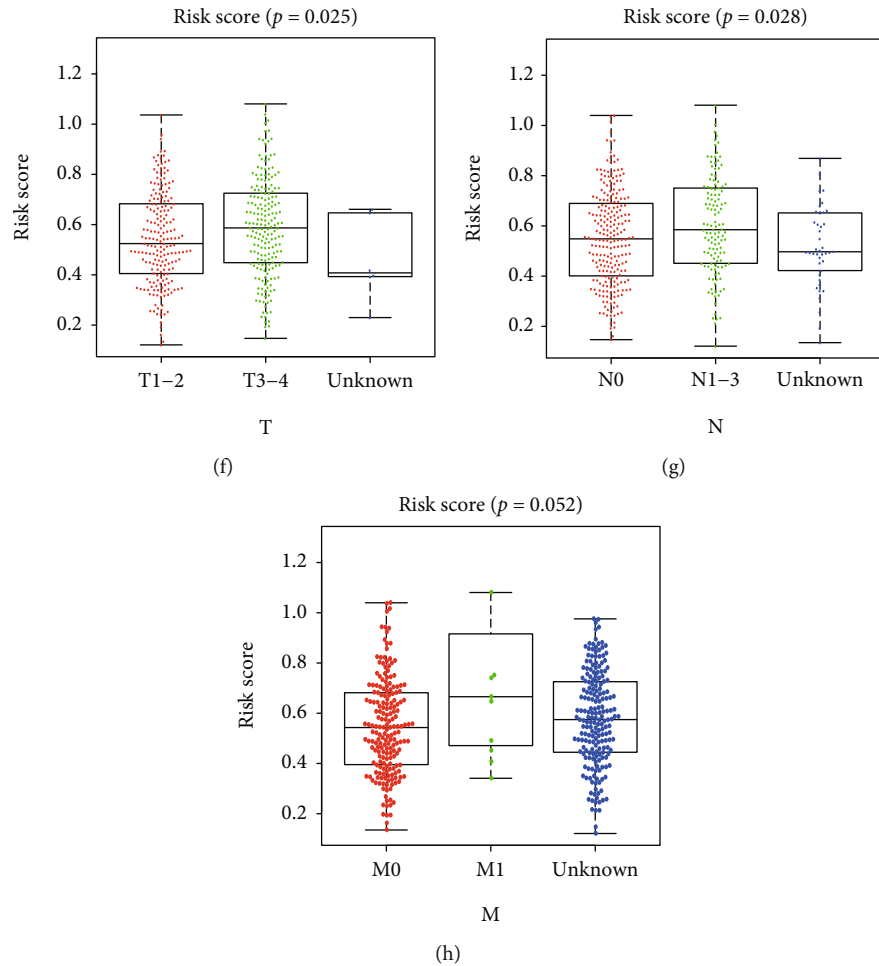 Risk score (p = 0.025)
Risk score
1.2
1.0
0.8
0.6
0.4
0.2
T1–2 T3–4 Unknown
T
(f)
Risk score (p = 0.028)
Risk score
1.2
1.0
0.8
0.6
0.4
0.2
N0 N1–3 Unknown
N
(g)
Risk score (p = 0.052)
Risk score
1.2
1.0
0.8
0.6
0.4
0.2
M0 M1 Unknown
M
(h)